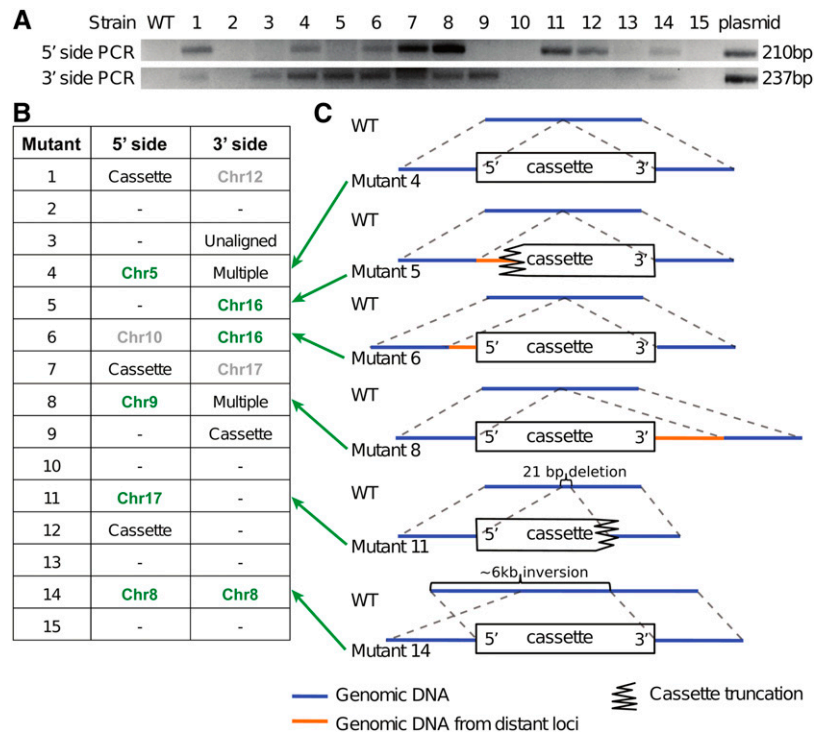 A
Strain WT 1 2 3 4 5 6 7 8 9 10 11 12 13 14 15 plasmid
5' side PCR 210bp
3' side PCR 237bp
B
Mutant 5' side 3' side
1 Cassette Chr12
2 - -
3 - Unaligned
4 Chr5 Multiple
5 - Chr16
6 Chr10 Chr16
7 Cassette Chr17
8 Chr9 Multiple
9 - Cassette
10 - -
11 Chr17 -
12 Cassette -
13 - -
14 Chr8 Chr8
15 - -
C
WT
5' cassette 3'
Mutant 4
WT
cassette 3'
Mutant 5
WT
5' cassette 3'
Mutant 6
WT
5' cassette 3'
Mutant 8
21 bp deletion
WT
5' cassette
Mutant 11
~6kb inversion
WT
5' cassette 3'
Mutant 14
Genomic DNA
Genomic DNA from distant loci
Cassette truncation